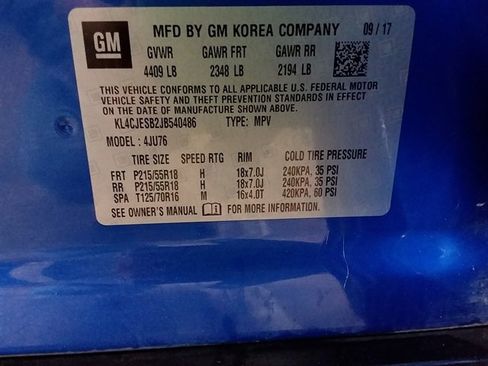 GM
MFD BY GM KOREA COMPANY 09/17
GVWR GAWR FRT GAWR RR
4409 LB 2348 LB 2194 LB
THIS VEHICLE CONFORMS TO ALL APPLICABLE U.S. FEDERAL MOTOR
VEHICLE SAFETY AND THEFT PREVENTION STANDARDS IN EFFECT
ON THE DATE OF MANUFACTURE SHOWN ABOVE.
KL4CJESB2JB540486 TYPE: MPV
MODEL: 4JU76
TIRE SIZE SPEED RTG RIM COLD TIRE PRESSURE
FRT P215/55R18 H 18x7.0J 240KPA, 35 PSI
RR P215/55R18 H 18x7.0J 240KPA, 35 PSI
SPA T125/70R16 M 16x4.0T 420KPA, 60 PSI
SEE OWNER'S MANUAL FOR MORE INFORMATION.